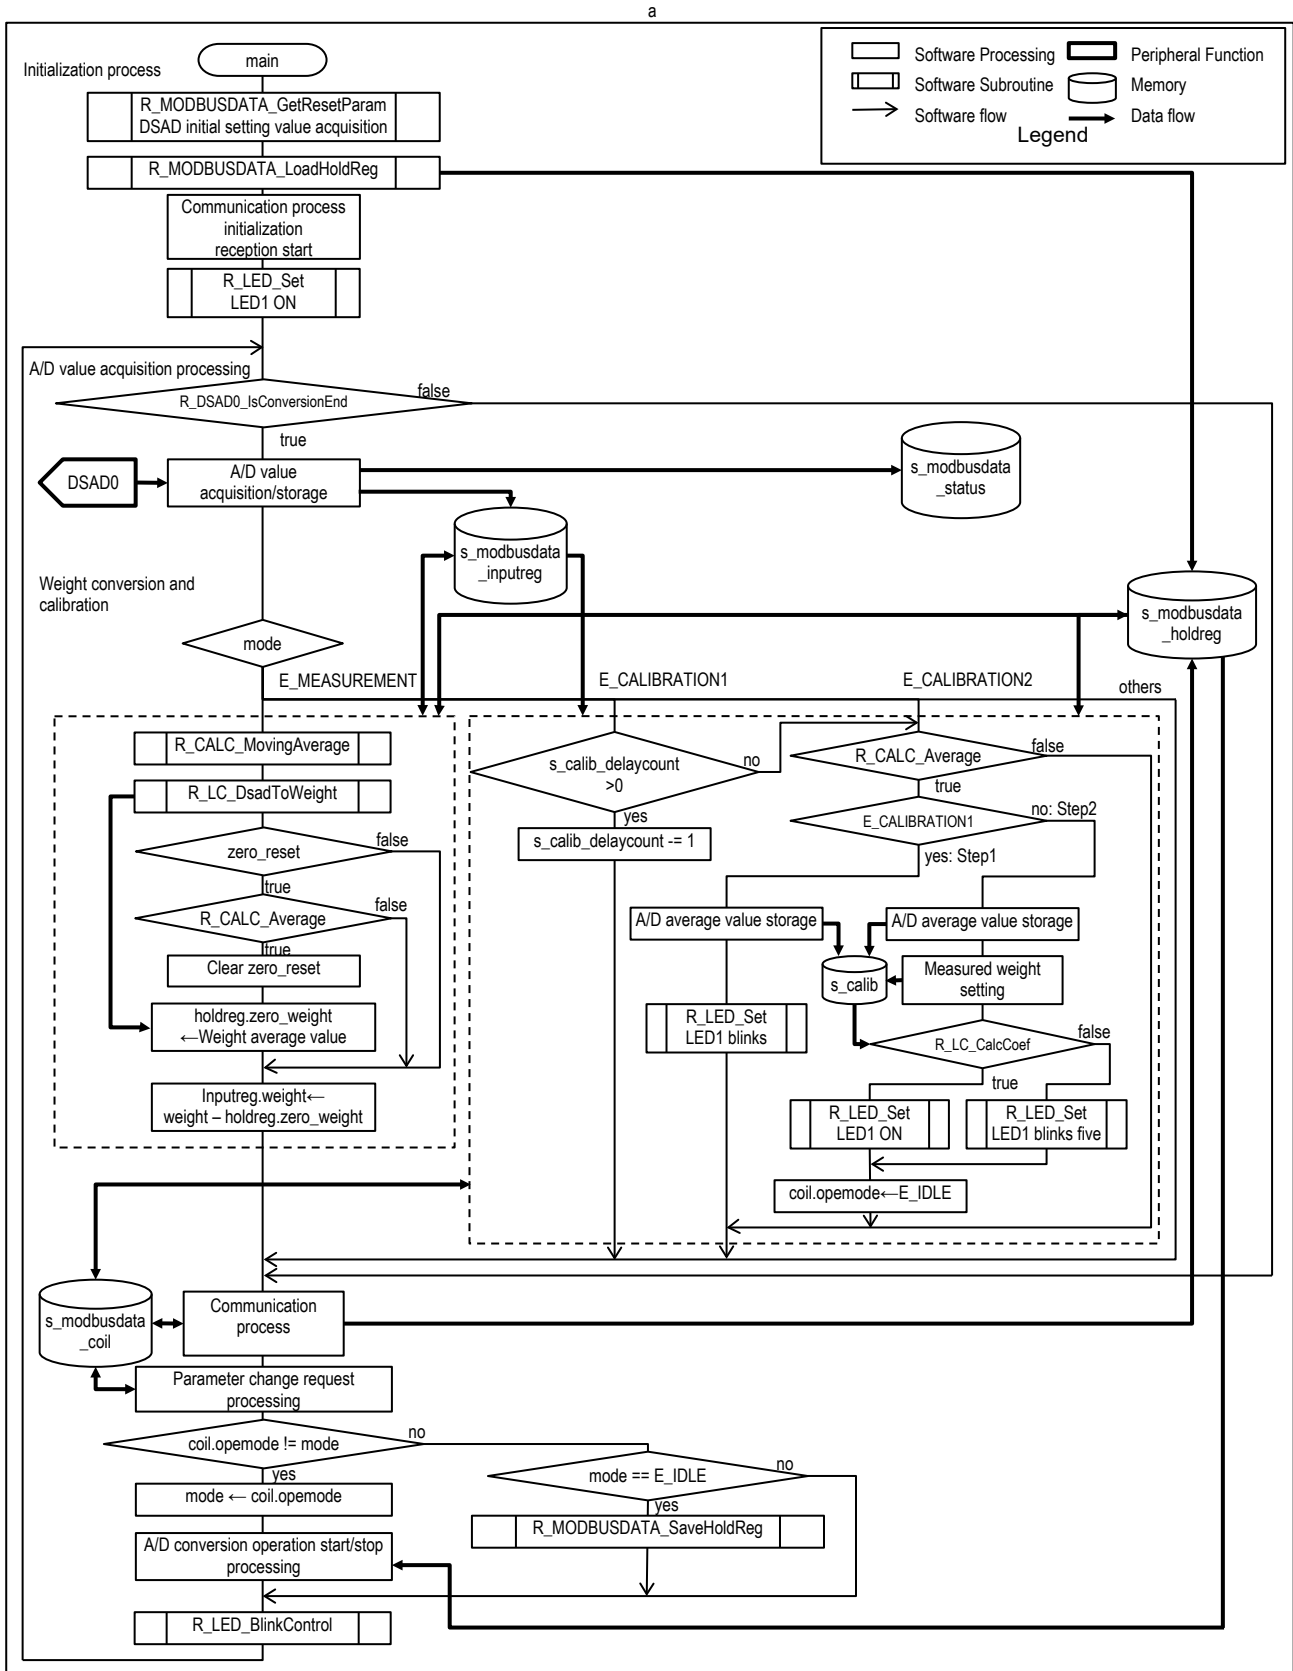 a
Initialization process
main
Software Processing
Peripheral Function
Software Subroutine
Memory
Software flow
Data flow
Legend
R_MODBUSDATA_GetResetParam
DSAD initial setting value acquisition
R_MODBUSDATA_LoadHoldReg
Communication process
initialization
reception start
R_LED_Set
LED1 ON
A/D value acquisition processing
R_DSAD0_IsConversionEnd
false
true
DSAD0
A/D value
acquisition/storage
s_modbusdata
_status
s_modbusdata
_inputreg
Weight conversion and
calibration
s_modbusdata
_holdreg
mode
E_MEASUREMENT
E_CALIBRATION1
E_CALIBRATION2
others
R_CALC_MovingAverage
R_LC_DsadToWeight
zero_reset
false
true
R_CALC_Average
false
true
Clear zero_reset
holdreg.zero_weight
←Weight average value
Inputreg.weight←
weight – holdreg.zero_weight
s_calib_delaycount
>0
no
yes
s_calib_delaycount -= 1
R_CALC_Average
false
true
E_CALIBRATION1
no: Step2
yes: Step1
A/D average value storage
A/D average value storage
s_calib
Measured weight
setting
R_LED_Set
LED1 blinks
R_LC_CalcCoef
false
true
R_LED_Set
LED1 ON
R_LED_Set
LED1 blinks five
coil.opemode←E_IDLE
s_modbusdata
_coil
Communication
process
Parameter change request
processing
coil.opemode != mode
no
yes
mode ← coil.opemode
mode == E_IDLE
no
yes
R_MODBUSDATA_SaveHoldReg
A/D conversion operation start/stop
processing
R_LED_BlinkControl